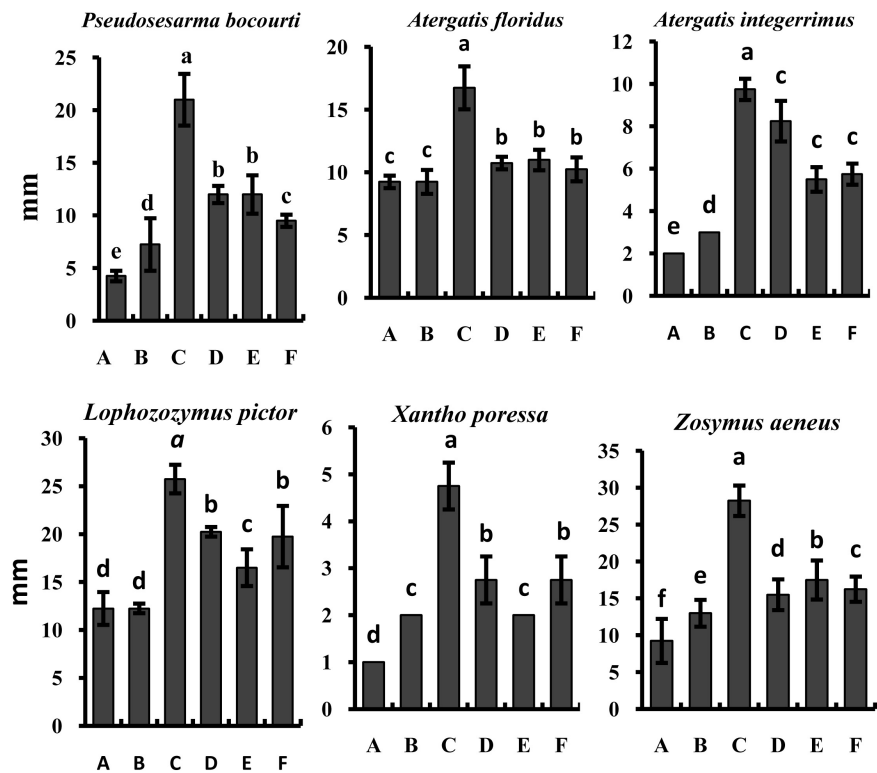 Pseudosesarma bocourti
mm
25
20
15
10
5
0
a
b
b
c
d
e
A B C D E F
Atergatis floridus
20
15
10
5
0
a
c c b b b
A B C D E F
Atergatis integerrimus
12
10
8
6
4
2
0
a
c
c c
e d
A B C D E F
Lophozozymus pictor
mm
30
25
20
15
10
5
0
a
b
b
c
d d
A B C D E F
Xantho poressa
6
5
4
3
2
1
0
a
b b
c c
d
A B C D E F
Zosymus aeneus
35
30
25
20
15
10
5
0
a
d b c
f e
A B C D E F